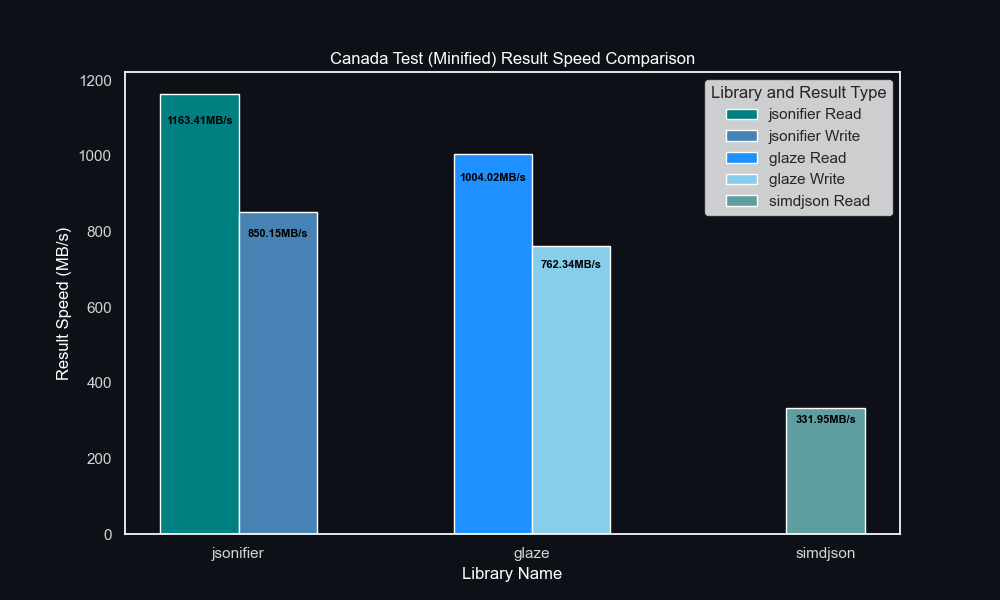 Canada Test (Minified) Result Speed Comparison
Library and Result Type
jsonifier Read
jsonifier Write
glaze Read
glaze Write
simdjson Read
Result Speed (MB/s)
1200
1000
800
600
400
200
0
1163.41MB/s
850.15MB/s
1004.02MB/s
762.34MB/s
331.95MB/s
jsonifier
glaze
simdjson
Library Name